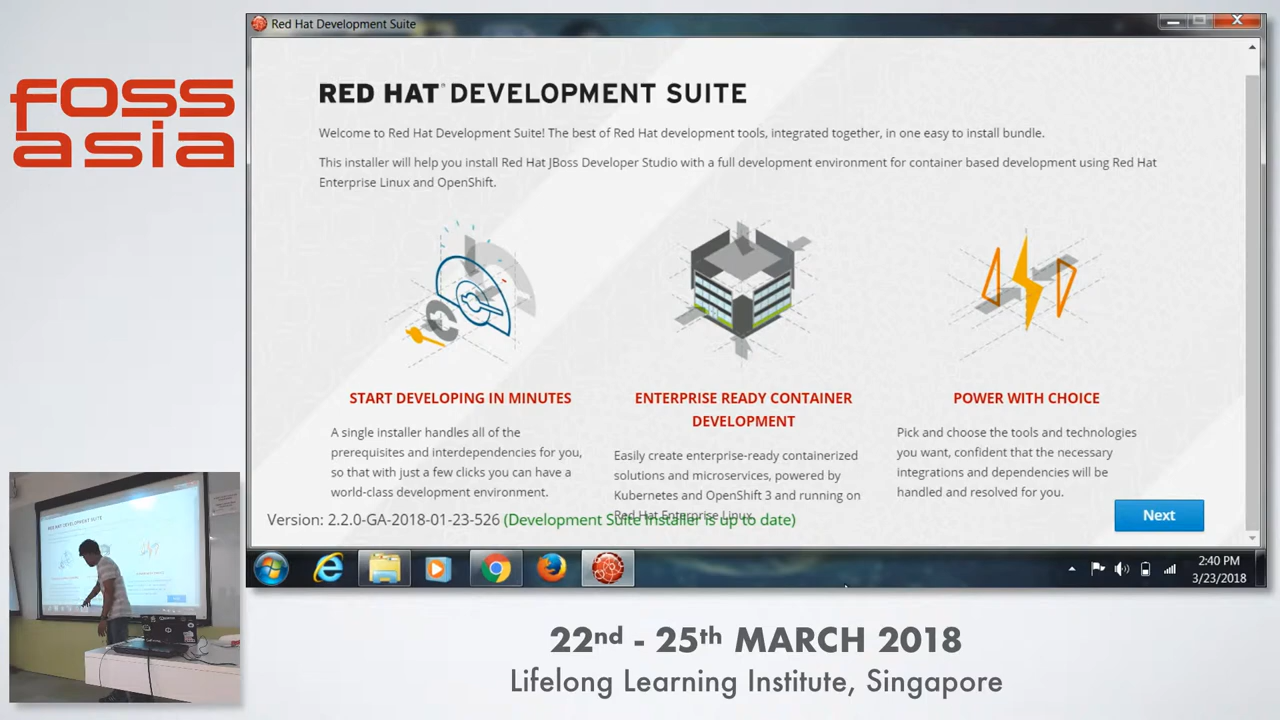 foss
asia
Red Hat Development Suite
RED HAT® DEVELOPMENT SUITE
Welcome to Red Hat Development Suite! The best of Red Hat development tools, integrated together, in one easy to install bundle.
This installer will help you install Red Hat JBoss Developer Studio with a full development environment for container based development using Red Hat
Enterprise Linux and OpenShift.
START DEVELOPING IN MINUTES
A single installer handles all of the
prerequisites and interdependencies for you,
so that with just a few clicks you can have a
world-class development environment.
ENTERPRISE READY CONTAINER
DEVELOPMENT
Easily create enterprise-ready containerized
solutions and microservices, powered by
Kubernetes and OpenShift 3 and running on
Red Hat Enterprise Linux.
POWER WITH CHOICE
Pick and choose the tools and technologies
you want, confident that the necessary
integrations and dependencies will be
handled and resolved for you.
Version: 2.2.0-GA-2018-01-23-526 (Development Suite Installer is up to date)
Next
2:40 PM
3/23/2018
RED HAT DEVELOPMENT SUITE
22nd - 25th MARCH 2018
Lifelong Learning Institute, Singapore